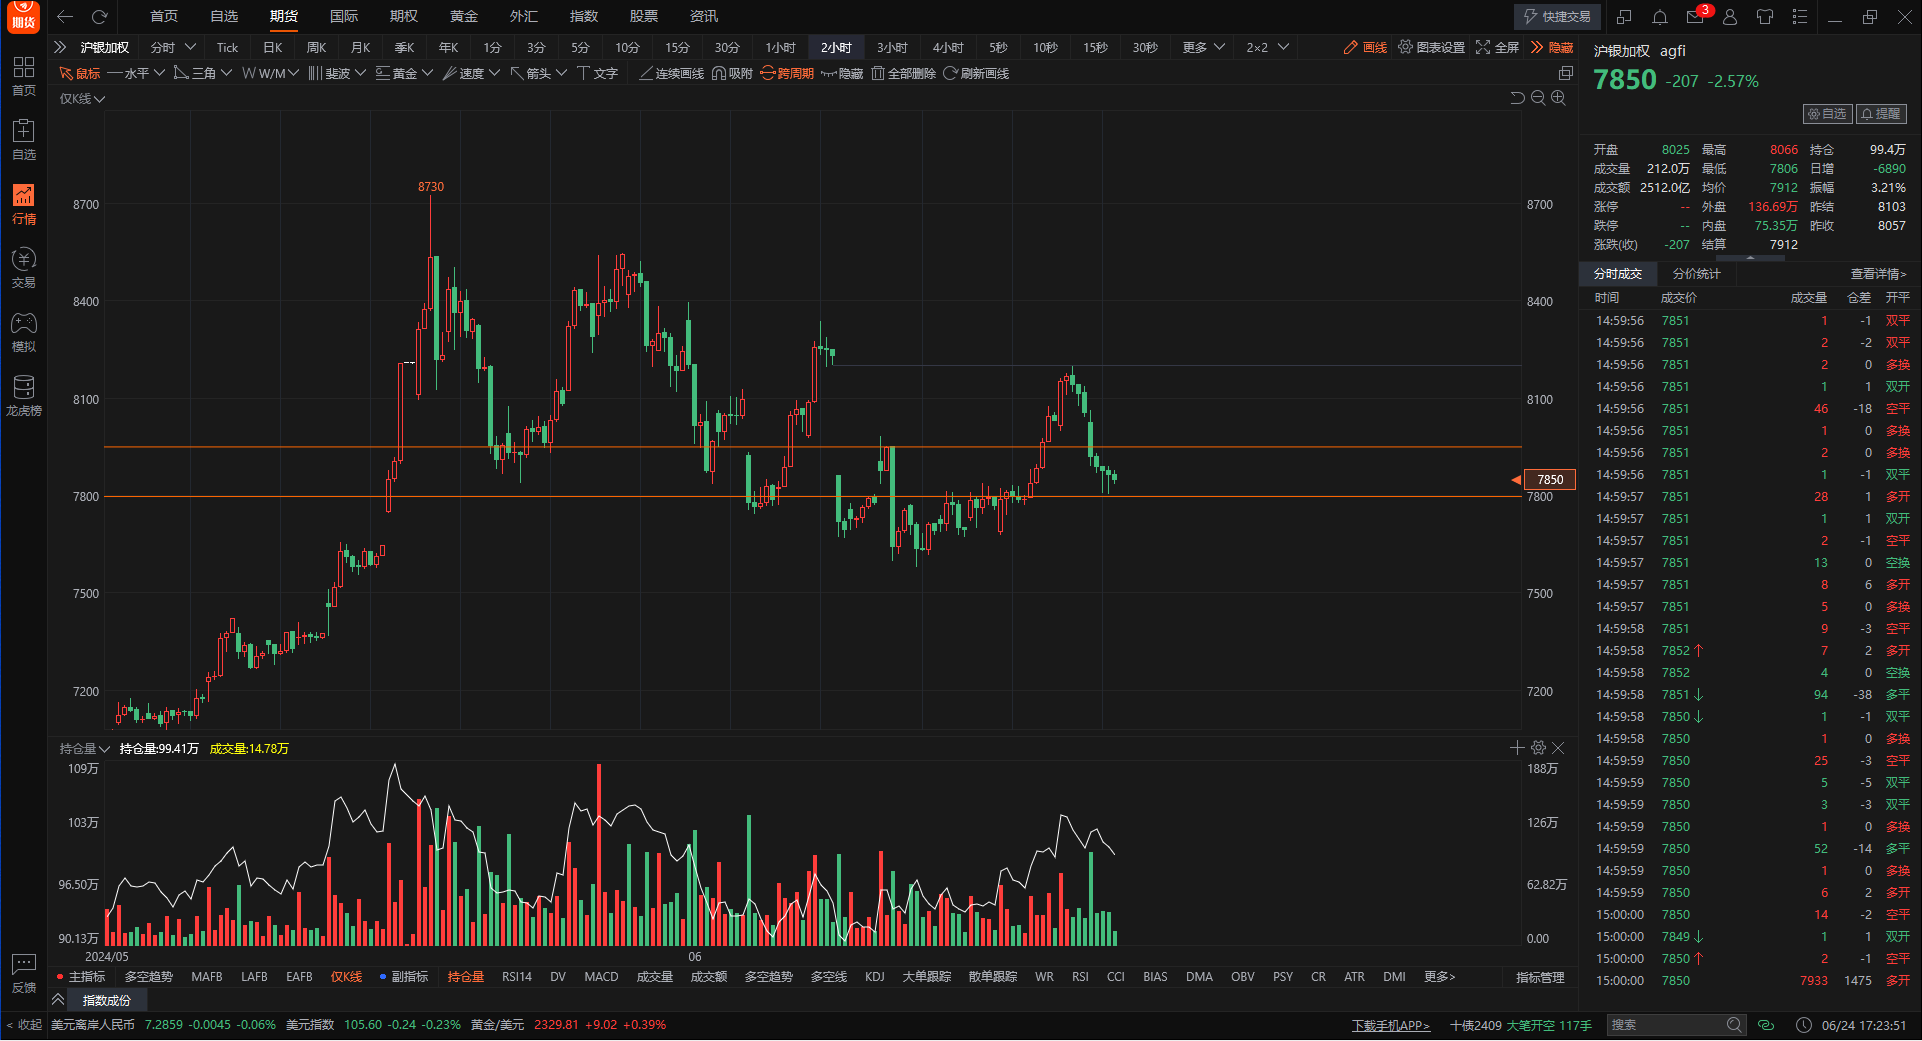 期货 首页 自选 期货 国际 期权 黄金 外汇 指数 股票 资讯 快捷交易 3
沪银加权 分时 Tick 日K 周K 月K 季K 年K 1分 3分 5分 10分 15分 30分 1小时 2小时 3小时 4小时 5秒 10秒 15秒 30秒 更多 2×2 画线 图表设置 全屏 隐藏
鼠标 水平 三角 W/M 斐波 黄金 速度 箭头 文字 连续画线 吸附 跨周期 隐藏 全部删除 刷新画线
仅K线
首页
自选
行情
交易
模拟
龙虎榜
反馈
< 收起
8730
8700 8700
8400 8400
8100 8100
7850
7800 7800
7500 7500
7200 7200
持仓量 持仓量:99.41万 成交量:14.78万
109万 188万
103万 126万
96.50万 62.82万
90.13万 0.00
2024/05 06
主指标 多空趋势 MAFB LAFB EAFB 仅K线 副指标 持仓量 RSI14 DV MACD 成交量 成交额 多空趋势 多空线 KDJ 大单跟踪 散单跟踪 WR RSI CCI BIAS DMA OBV PSY CR ATR DMI 更多> 指标管理
指数成份
沪银加权 agfi
7850 -207 -2.57%
自选 提醒
开盘 8025 最高 8066 持仓 99.4万
成交量 212.0万 最低 7806 日增 -6890
成交额 2512.0亿 均价 7912 振幅 3.21%
涨停 -- 外盘 136.69万 昨结 8103
跌停 -- 内盘 75.35万 昨收 8057
涨跌(收) -207 结算 7912
分时成交 分价统计 查看详情>
时间 成交价 成交量 仓差 开平
14:59:56 7851 1 -1 双平
14:59:56 7851 2 -2 双平
14:59:56 7851 2 0 多换
14:59:56 7851 1 1 双开
14:59:56 7851 46 -18 空平
14:59:56 7851 1 0 多换
14:59:56 7851 2 0 多换
14:59:56 7851 1 -1 双平
14:59:57 7851 28 1 多开
14:59:57 7851 1 1 双开
14:59:57 7851 2 -1 空平
14:59:57 7851 13 0 空换
14:59:57 7851 8 6 多开
14:59:57 7851 5 0 多换
14:59:58 7851 9 -3 空平
14:59:58 7852↑ 7 2 多开
14:59:58 7852 4 0 空换
14:59:58 7851↓ 94 -38 多平
14:59:58 7850↓ 1 -1 双平
14:59:58 7850 1 0 多换
14:59:59 7850 25 -3 空平
14:59:59 7850 5 -5 双平
14:59:59 7850 3 -3 双平
14:59:59 7850 1 0 多换
14:59:59 7850 52 -14 多平
14:59:59 7850 1 0 多换
14:59:59 7850 6 2 多开
15:00:00 7850 14 -2 空平
15:00:00 7849↓ 1 1 双开
15:00:00 7850↑ 2 -1 空平
15:00:00 7850 7933 1475 多开
美元离岸人民币 7.2859 -0.0045 -0.06% 美元指数 105.60 -0.24 -0.23% 黄金/美元 2329.81 +9.02 +0.39% 下载手机APP> 十债2409 大笔开空 117手 搜索 06/24 17:23:51